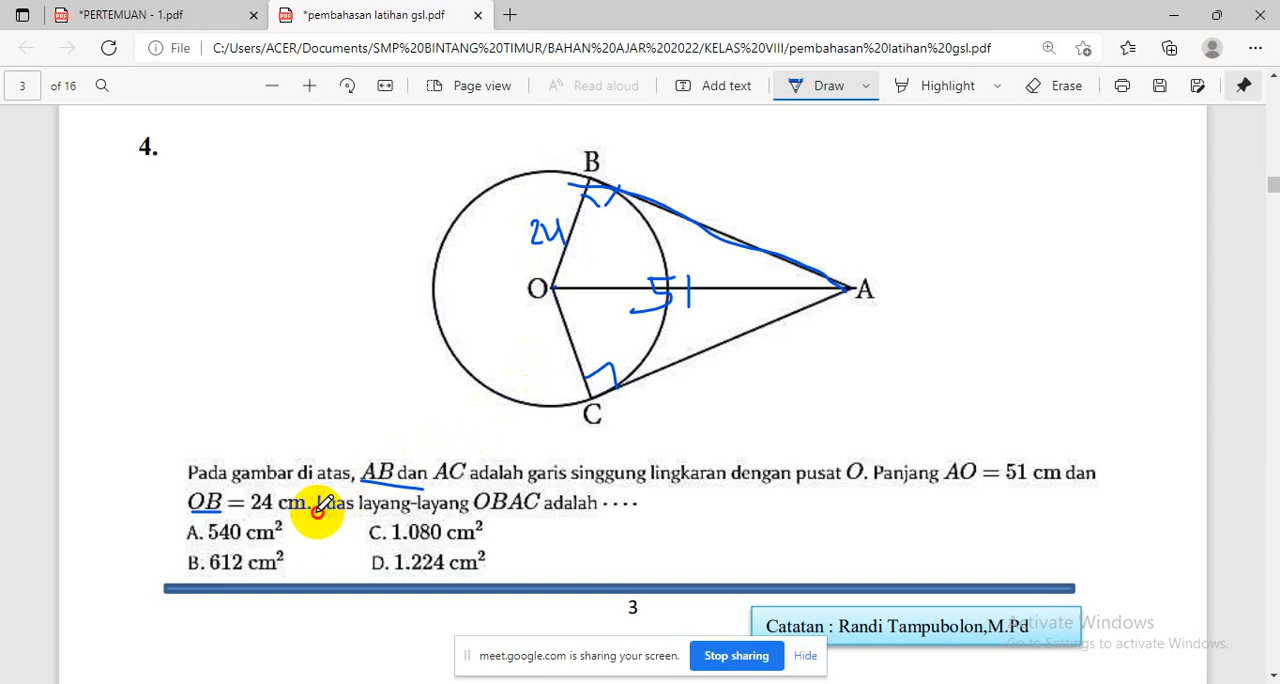 *PERTEMUAN - 1.pdf
*pembahasan latihan gsl.pdf
File
C:/Users/ACER/Documents/SMP%20BINTANG%20TIMUR/BAHAN%20AJAR%202022/KELAS%20VIII/pembahasan%20latihan%20gsl.pdf
3 of 16
Page view
Read aloud
Add text
Draw
Highlight
Erase
4.
B
24
O
51
A
C
Pada gambar di atas, AB dan AC adalah garis singgung lingkaran dengan pusat O. Panjang AO = 51 cm dan
OB = 24 cm. Luas layang-layang OBAC adalah ····
A. 540 cm² C. 1.080 cm²
B. 612 cm² D. 1.224 cm²
3
Catatan : Randi Tampubolon,M.Pd
Activate Windows
Go to Settings to activate Windows.
meet.google.com is sharing your screen.
Stop sharing
Hide